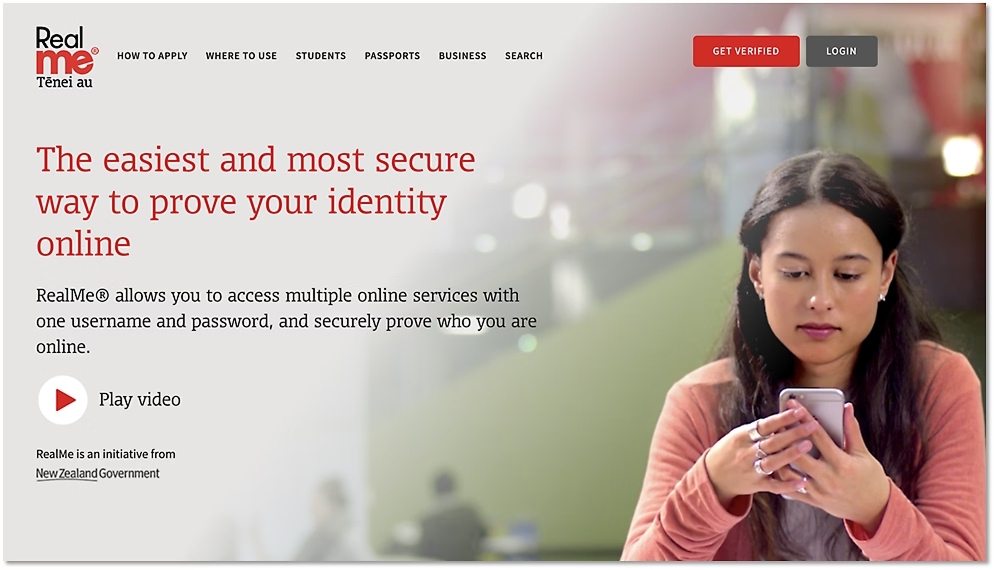 Real
me®
Tēnei au
HOW TO APPLY WHERE TO USE STUDENTS PASSPORTS BUSINESS SEARCH
GET VERIFIED LOGIN
The easiest and most secure
way to prove your identity
online
RealMe® allows you to access multiple online services with
one username and password, and securely prove who you are
online.
Play video
RealMe is an initiative from
New Zealand Government